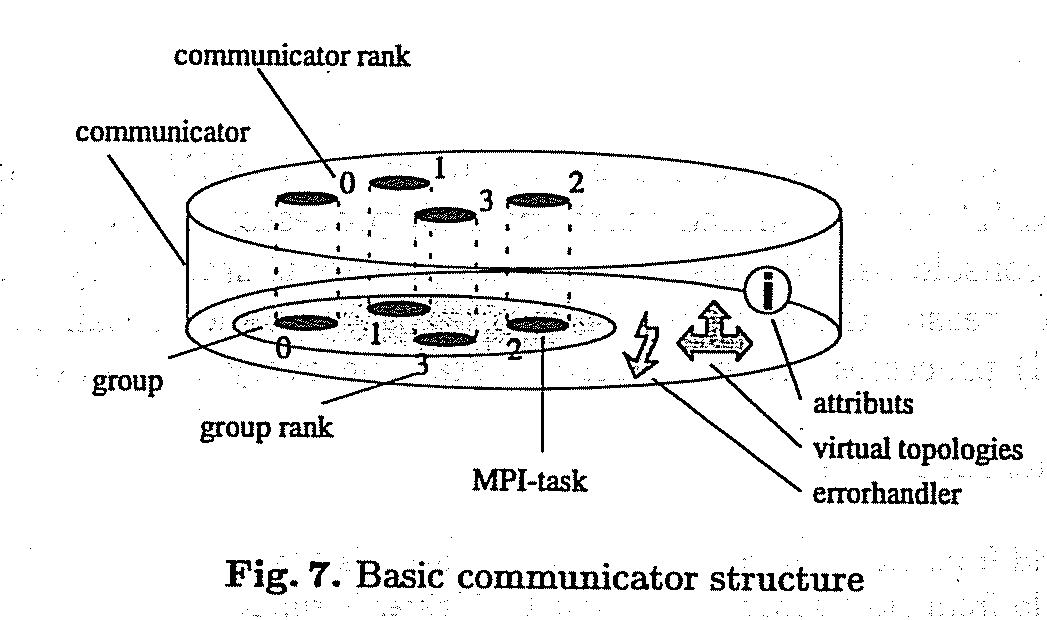 communicator rank
communicator
0
1
3
2
i
0
1
3
2
group
group rank
MPI-task
attributs
virtual topologies
errorhandler
Fig. 7. Basic communicator structure